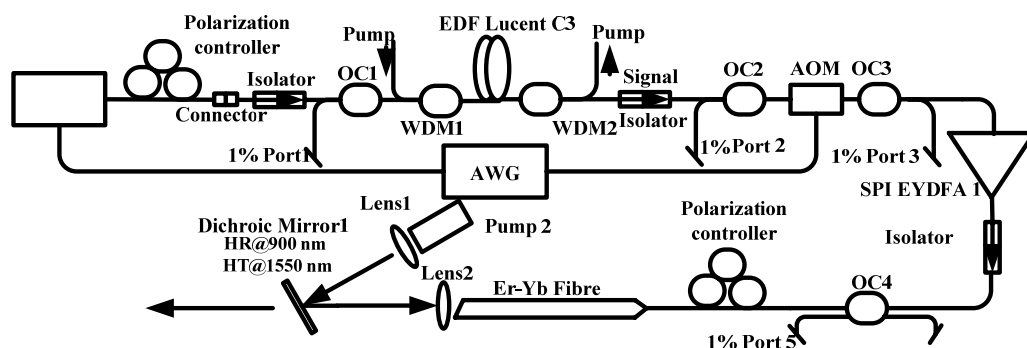 Polarization
controller
Pump
EDF Lucent C3
Pump
Isolator
OC1
Signal
OC2
AOM
OC3
Connector
WDM1
WDM2
Isolator
1% Port1
1% Port 2
1% Port 3
AWG
SPI EYDFA 1
Lens1
Pump 2
Polarization
controller
Isolator
Dichroic Mirror1
HR@900 nm
HT@1550 nm
Lens2
Er-Yb Fibre
OC4
1% Port 5